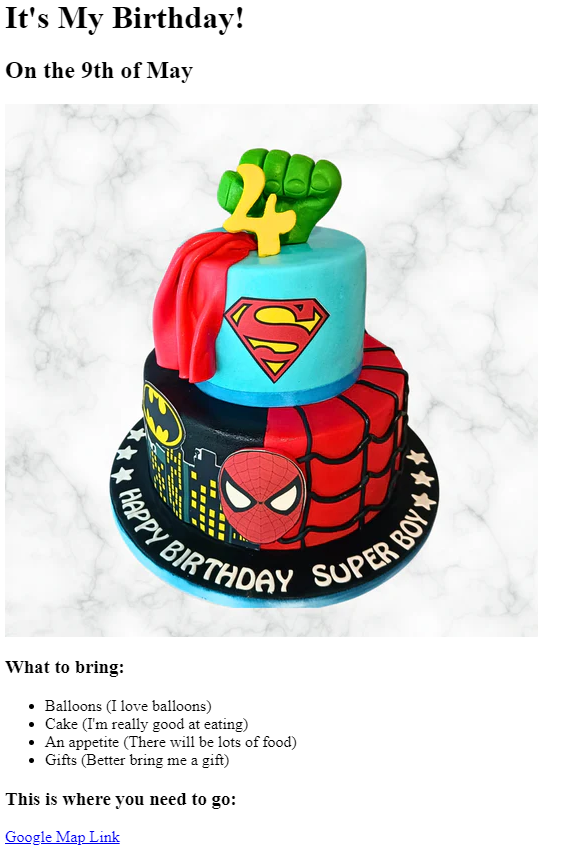 It's My Birthday!
On the 9th of May
4
S
HAPPY BIRTHDAY SUPER BOY
What to bring:
Balloons (I love balloons)
Cake (I'm really good at eating)
An appetite (There will be lots of food)
Gifts (Better bring me a gift)
This is where you need to go:
Google Map Link